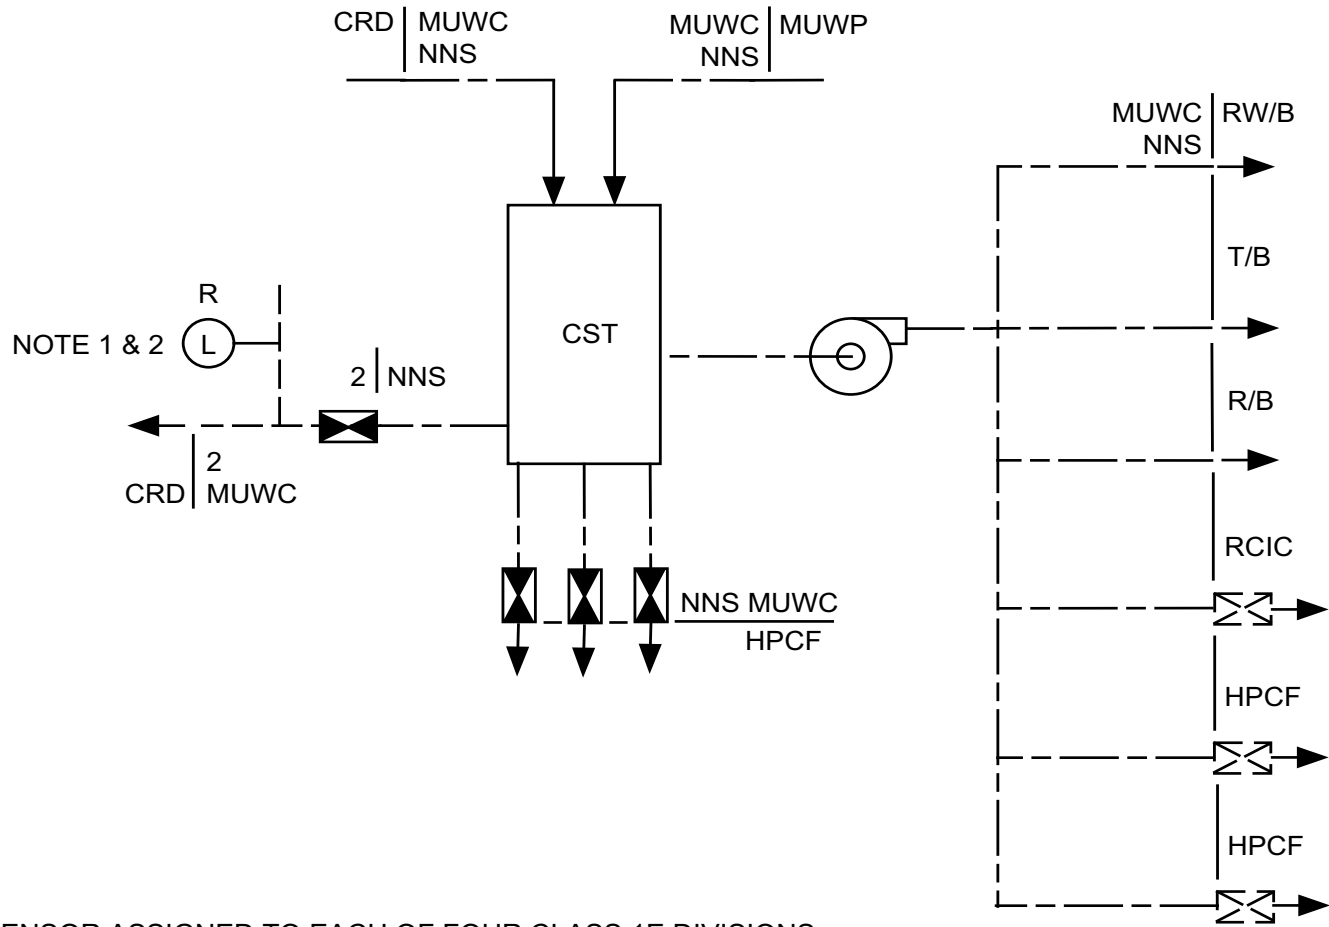 CRD MUWC
NNS
MUWC MUWP
NNS
MUWC RW/B
NNS
T/B
R
NOTE 1 & 2 L
CST
2 NNS
R/B
2
CRD MUWC
RCIC
NNS MUWC
HPCF
HPCF
HPCF